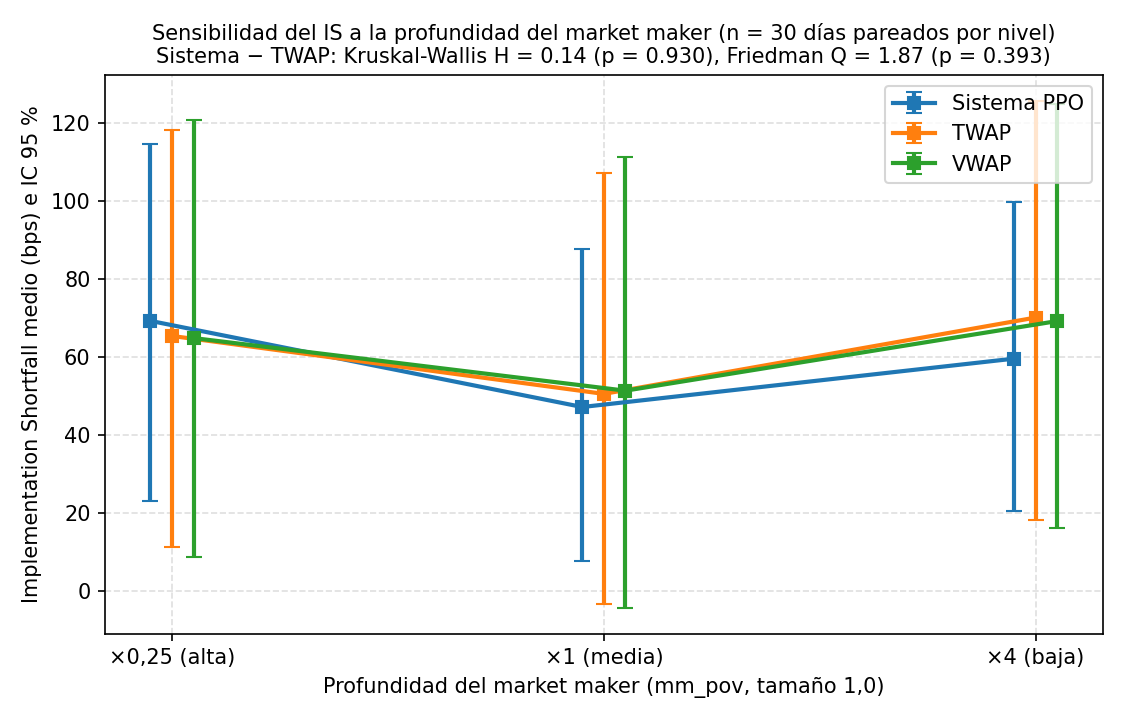 Sensibilidad del IS a la profundidad del market maker (n = 30 días pareados por nivel)
Sistema − TWAP: Kruskal-Wallis H = 0.14 (p = 0.930), Friedman Q = 1.87 (p = 0.393)
Implementation Shortfall medio (bps) e IC 95 %
120
100
80
60
40
20
0
Sistema PPO
TWAP
VWAP
×0,25 (alta)
×1 (media)
×4 (baja)
Profundidad del market maker (mm_pov, tamaño 1,0)